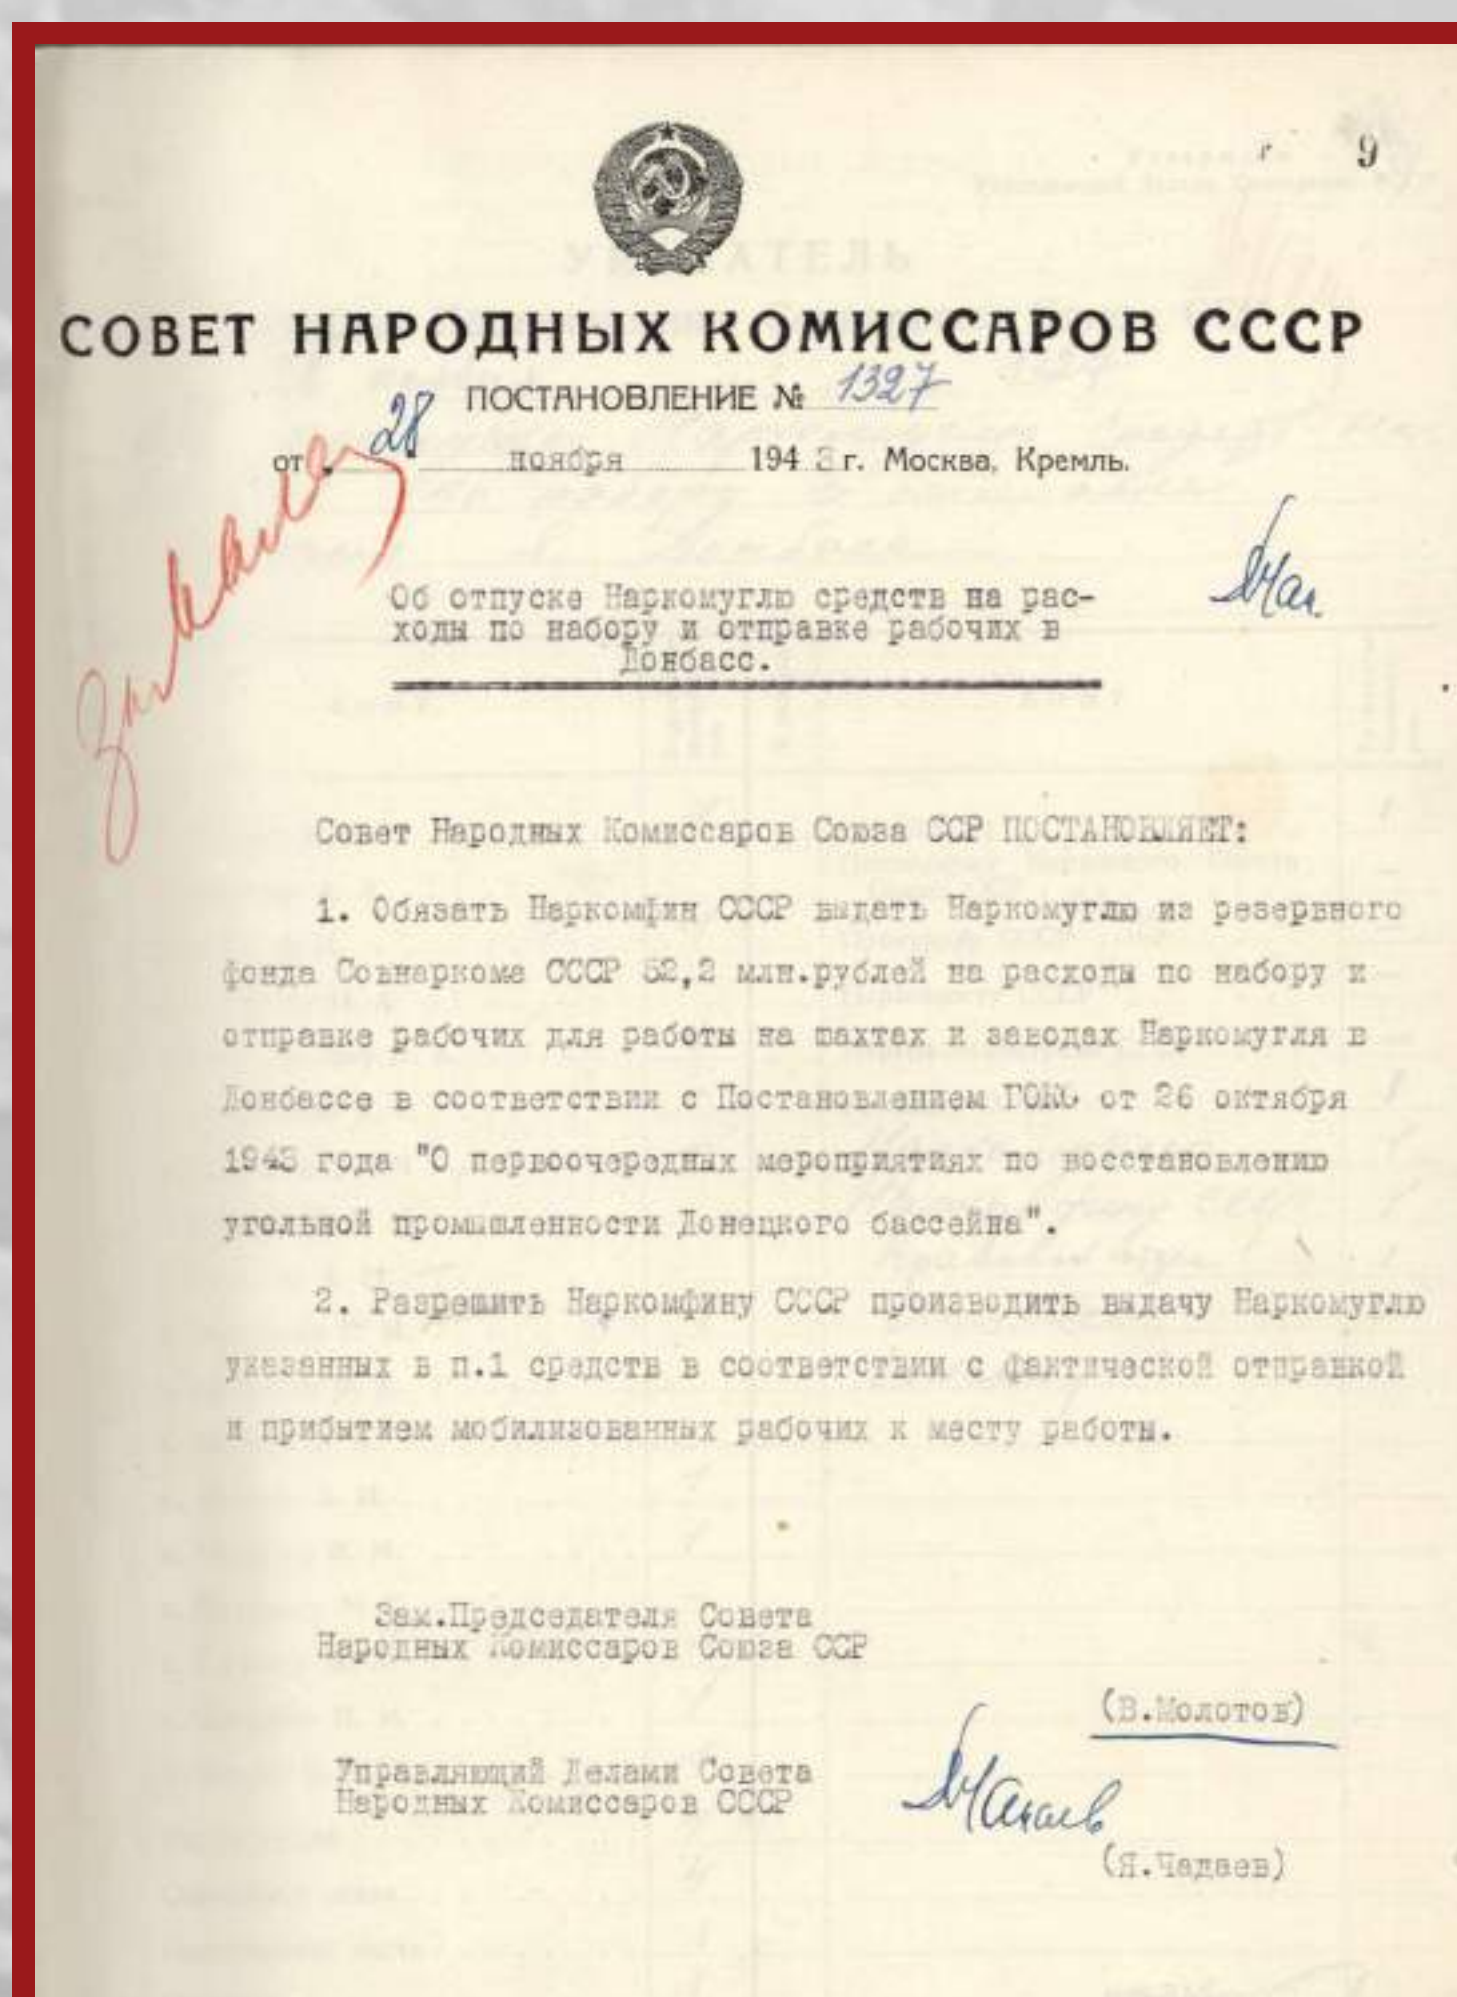 9
СОВЕТ НАРОДНЫХ КОМИССАРОВ СССР
ПОСТАНОВЛЕНИЕ № 1327
от 28 ноября 1943 г. Москва, Кремль.
Об отпуске Наркомуглю средств на рас-
ходы по набору и отправке рабочих в
Донбасс.
Совет Народных Комиссаров Союза ССР ПОСТАНОВЛЯЕТ:
1. Обязать Наркомфин СССР выдать Наркомуглю из резервного
фонда Совнаркома СССР 52,2 млн.рублей на расходы по набору и
отправке рабочих для работы на шахтах и заводах Наркомугля в
Донбассе в соответствии с Постановлением ГОКО от 26 октября
1943 года "О первоочередных мероприятиях по восстановлению
угольной промышленности Донецкого бассейна".
2. Разрешить Наркомфину СССР производить выдачу Наркомуглю
указанных в п.1 средств в соответствии с фактической отправкой
и прибытием мобилизованных рабочих к месту работы.
Зам.Председателя Совета
Народных Комиссаров Союза ССР
(В.Молотов)
Управляющий Делами Совета
Народных Комиссаров СССР
(Я.Чадаев)